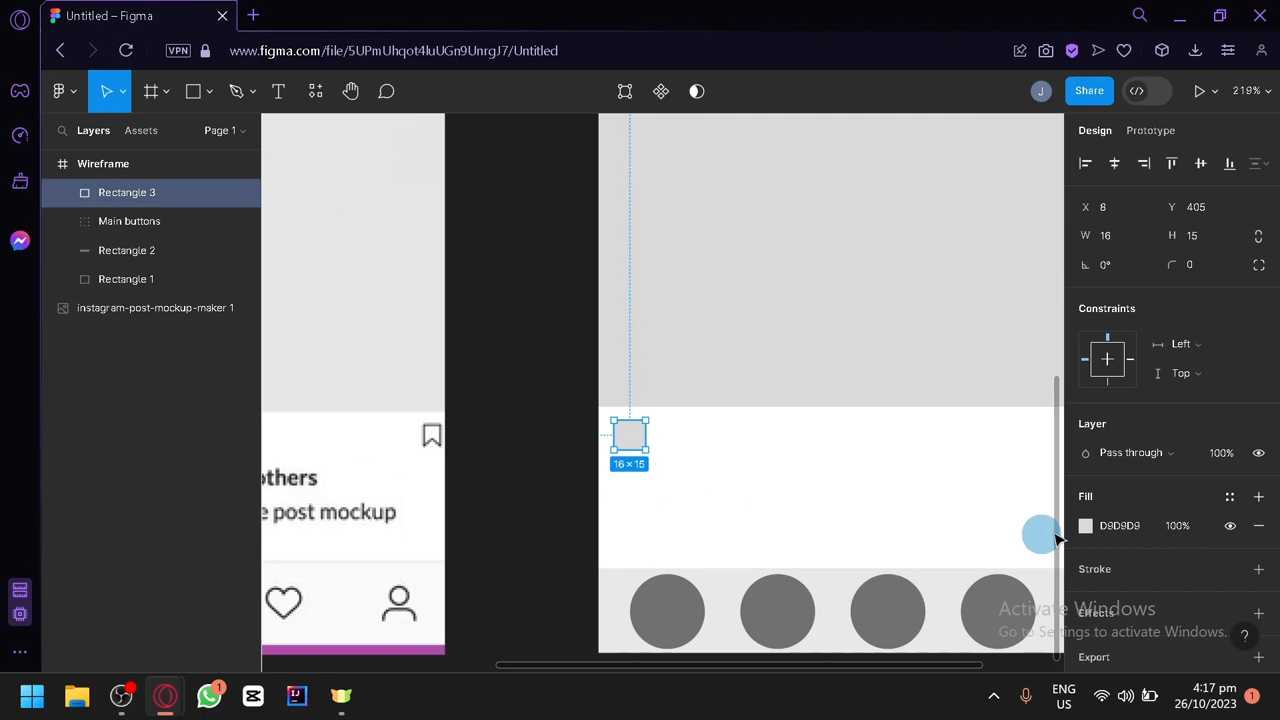 Untitled – Figma
VPN
www.figma.com/file/5UPmUhqot4luUGn9UnrgJ7/Untitled
J
Share
219%
Layers
Assets
Page 1
Wireframe
Rectangle 3
Main buttons
Rectangle 2
Rectangle 1
instagram-post-mockup-maker 1
others
e post mockup
16 × 15
Design
Prototype
X 8
Y 405
W 16
H 15
0°
0
Constraints
Left
Top
Layer
Pass through
100%
Fill
D9D9D9
100%
Stroke
Effects
Export
Activate Windows
Go to Settings to activate Windows.
?
1
ENG
US
4:17 pm
26/10/2023
1